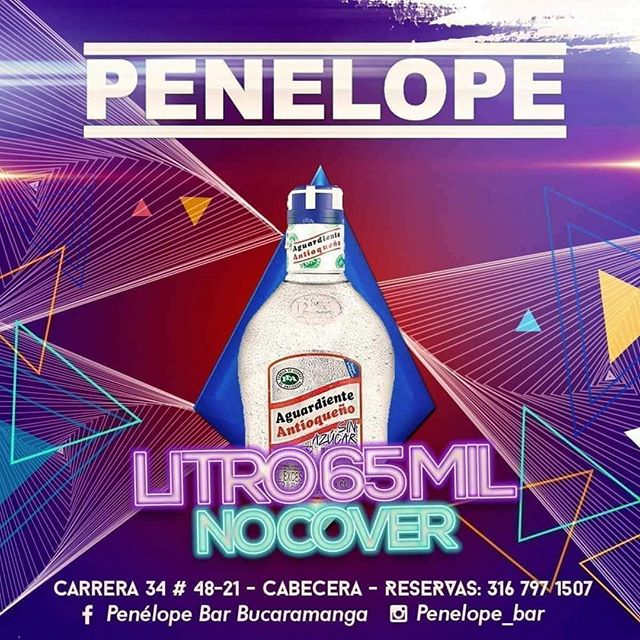 PENELOPE
Aguardiente
Antioqueño
Aguardiente
Antioqueño
SIN
AZÚCAR
LITRO 65 MIL
NO COVER
CARRERA 34 # 48-21 - CABECERA - RESERVAS: 316 797 1507
Penélope Bar Bucaramanga Penelope_bar